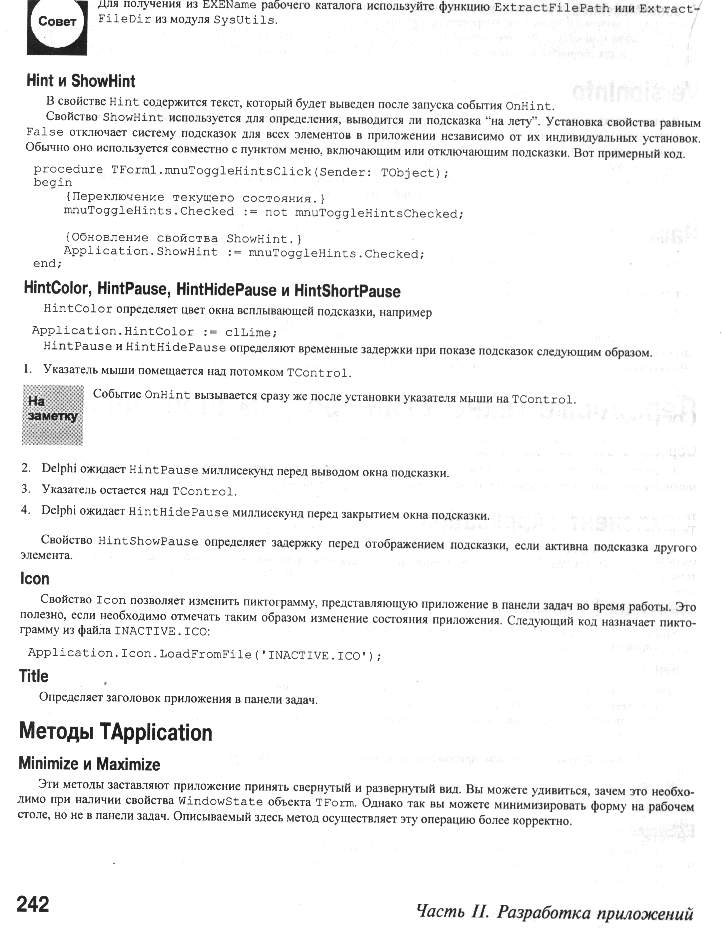 Для получения из EXEName рабочего каталога используйте функцию ExtractFilePath или Extract-
Совет
FileDir из модуля SysUtils.
Hint и ShowHint
В свойстве Hint содержится текст, который будет выведен после запуска события OnHint.
Свойство ShowHint используется для определения, выводится ли подсказка “на лету”. Установка свойства равным
False отключает систему подсказок для всех элементов в приложении независимо от их индивидуальных установок.
Обычно оно используется совместно с пунктом меню, включающим или отключающим подсказки. Вот примерный код.
procedure TForm1.mnuToggleHintsClick(Sender: TObject);
begin
{Переключение текущего состояния.}
mnuToggleHints.Checked := not mnuToggleHintsChecked;
{Обновление свойства ShowHint.}
Application.ShowHint := mnuToggleHints.Checked;
end;
HintColor, HintPause, HintHidePause и HintShortPause
HintColor определяет цвет окна всплывающей подсказки, например
Application.HintColor := clLime;
HintPause и HintHidePause определяют временные задержки при показе подсказок следующим образом.
1. Указатель мыши помещается над потомком TControl.
На
заметку
Событие OnHint вызывается сразу же после установки указателя мыши на TControl.
2. Delphi ожидает HintPause миллисекунд перед выводом окна подсказки.
3. Указатель остается над TControl.
4. Delphi ожидает HintHidePause миллисекунд перед закрытием окна подсказки.
Свойство HintShowPause определяет задержку перед отображением подсказки, если активна подсказка другого
элемента.
Icon
Свойство Icon позволяет изменить пиктограмму, представляющую приложение в панели задач во время работы. Это
полезно, если необходимо отмечать таким образом изменение состояния приложения. Следующий код назначает пикто-
грамму из файла INACTIVE.ICO:
Application.Icon.LoadFromFile('INACTIVE.ICO');
Title
Определяет заголовок приложения в панели задач.
Методы TApplication
Minimize и Maximize
Эти методы заставляют приложение принять свернутый и развернутый вид. Вы можете удивиться, зачем это необхо-
димо при наличии свойства WindowState объекта TForm. Однако так вы можете минимизировать форму на рабочем
столе, но не в панели задач. Описываемый здесь метод осуществляет эту операцию более корректно.
242
Часть II. Разработка приложений